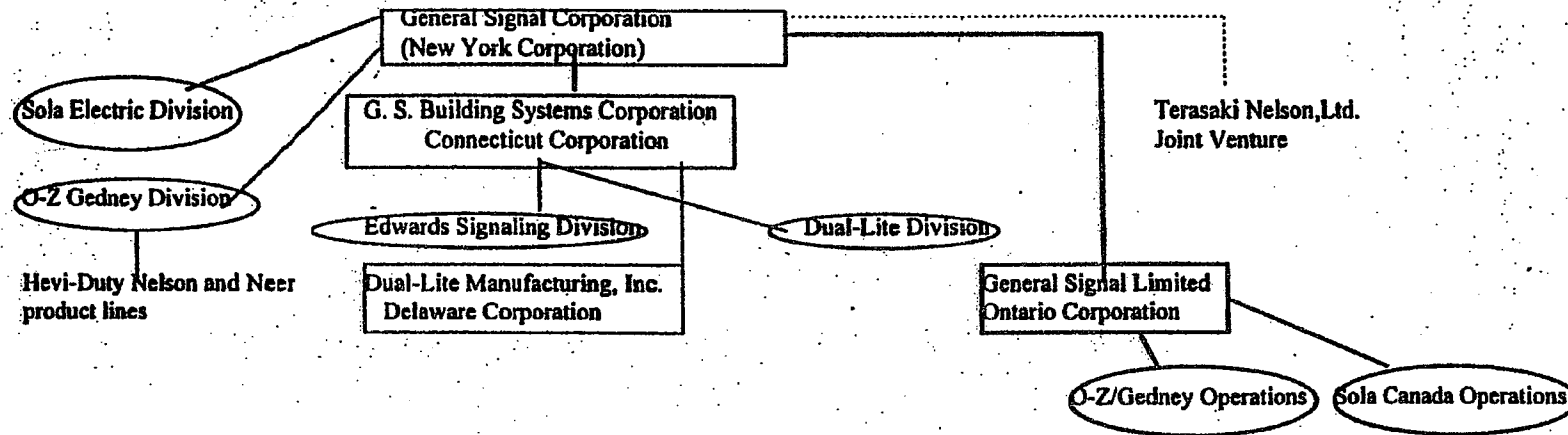 General Signal Corporation
(New York Corporation)
Sola Electric Division
G. S. Building Systems Corporation
Connecticut Corporation
Terasaki Nelson,Ltd.
Joint Venture
O-Z Gedney Division
Edwards Signaling Division
Dual-Lite Division
Hevi-Duty Nelson and Neer
product lines
Dual-Lite Manufacturing, Inc.
Delaware Corporation
General Signal Limited
Ontario Corporation
O-Z/Gedney Operations
Sola Canada Operations